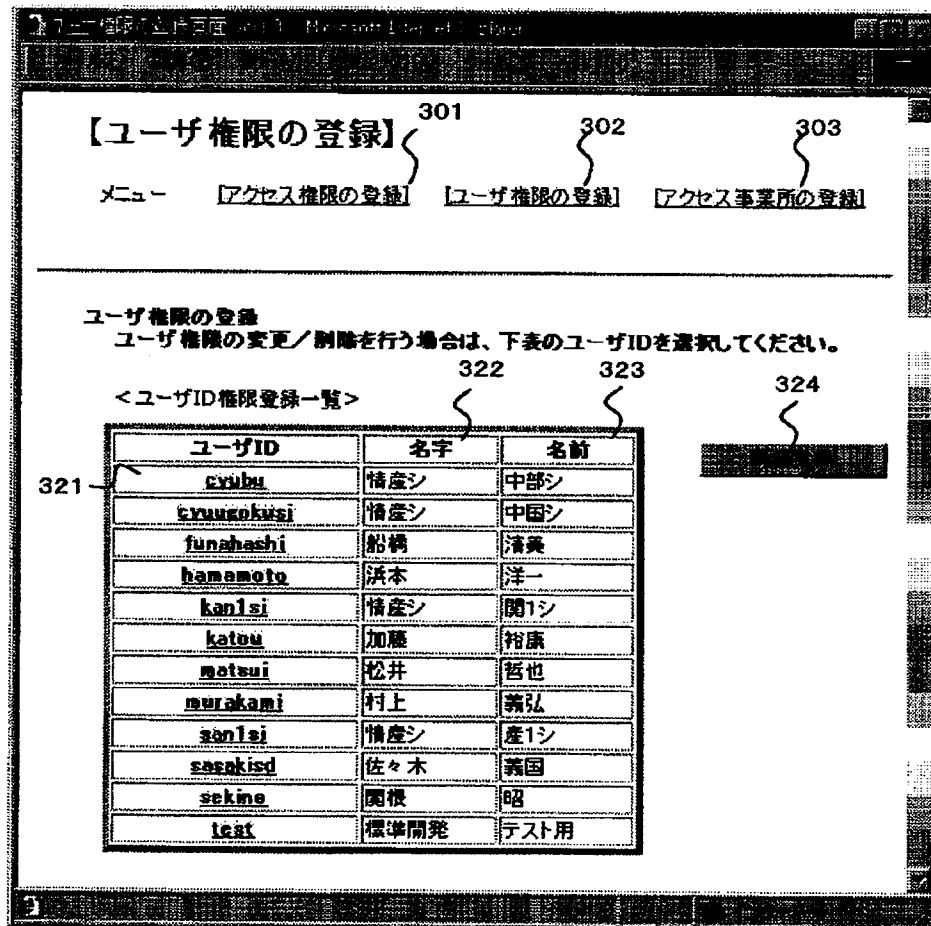 301
302
303
【ユーザ権限の登録】
メニュー [アクセス権限の登録] [ユーザ権限の登録] [アクセス事業所の登録]
ユーザ権限の登録
ユーザ権限の変更／削除を行う場合は、下表のユーザIDを選択してください。
322
323
324
<ユーザID権限登録一覧>
ユーザID 名字 名前
321
cyubu 情産シ 中部シ
cyuugokusi 情産シ 中国シ
funahashi 船橋 清美
hamamoto 浜本 洋一
kan1si 情産シ 関1シ
katou 加藤 裕康
matsui 松井 哲也
murakami 村上 義弘
san1si 情産シ 産1シ
sasakisd 佐々木 義国
sekine 関根 昭
test 標準開発 テスト用